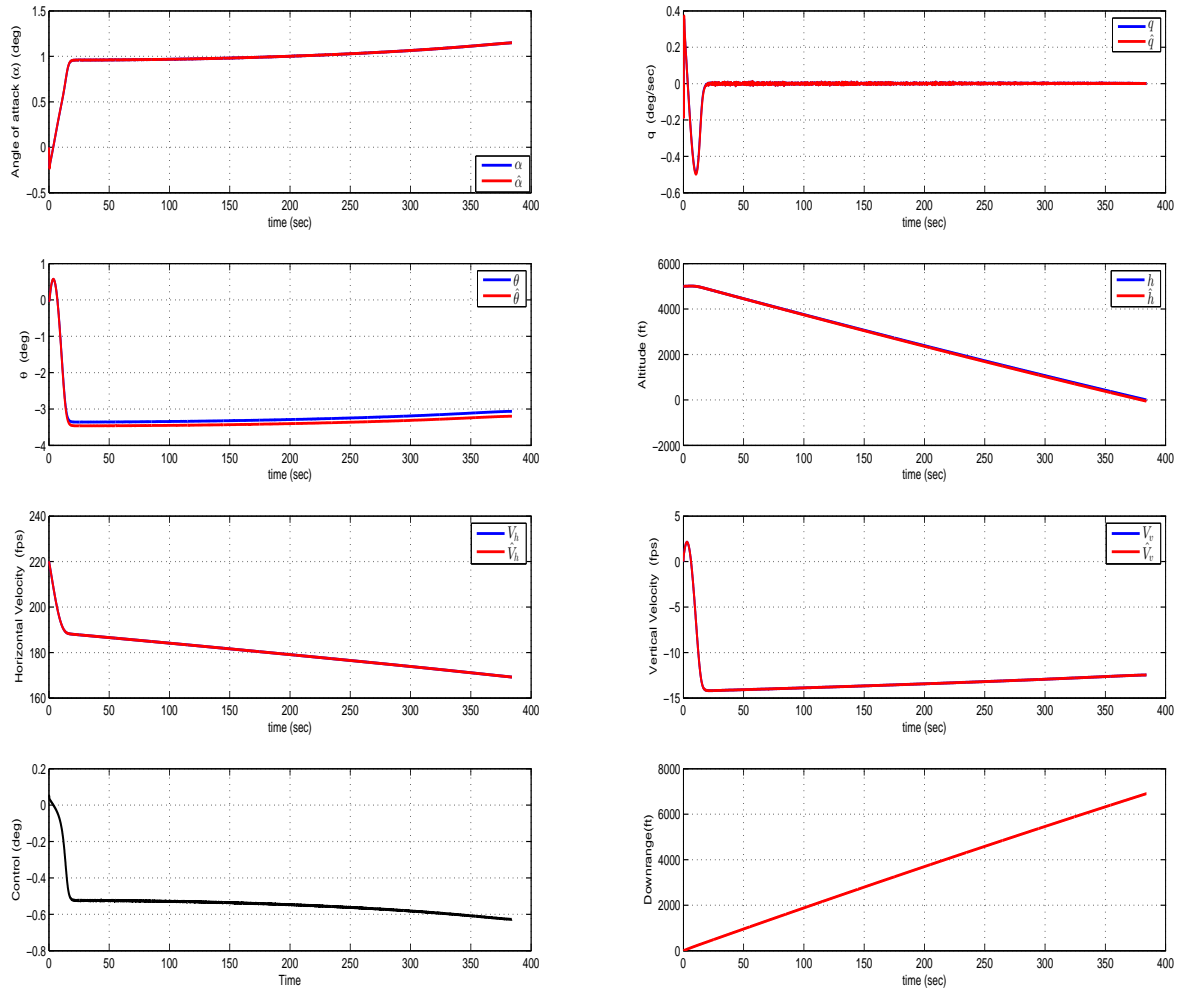 1.5
1
0.5
0
−0.5
0 50 100 150 200 250 300 350 400
time (sec)
Angle of attack (α) (deg)
α
α̂
0.4
0.2
0
−0.2
−0.4
−0.6
0 50 100 150 200 250 300 350 400
time (sec)
q (deg/sec)
q
q̂
1
0
−1
−2
−3
−4
0 50 100 150 200 250 300 350 400
time (sec)
θ (deg)
θ
θ̂
6000
4000
2000
0
−2000
0 50 100 150 200 250 300 350 400
time (sec)
Altitude (ft)
h
ĥ
240
220
200
180
160
0 50 100 150 200 250 300 350 400
time (sec)
Horizontal Velocity (fps)
V_h
V̂_h
5
0
−5
−10
−15
0 50 100 150 200 250 300 350 400
time (sec)
Vertical Velocity (fps)
V_v
V̂_v
0.2
0
−0.2
−0.4
−0.6
−0.8
0 50 100 150 200 250 300 350 400
Time
Control (deg)
8000
6000
4000
2000
0
0 50 100 150 200 250 300 350 400
time (sec)
Downrange(ft)